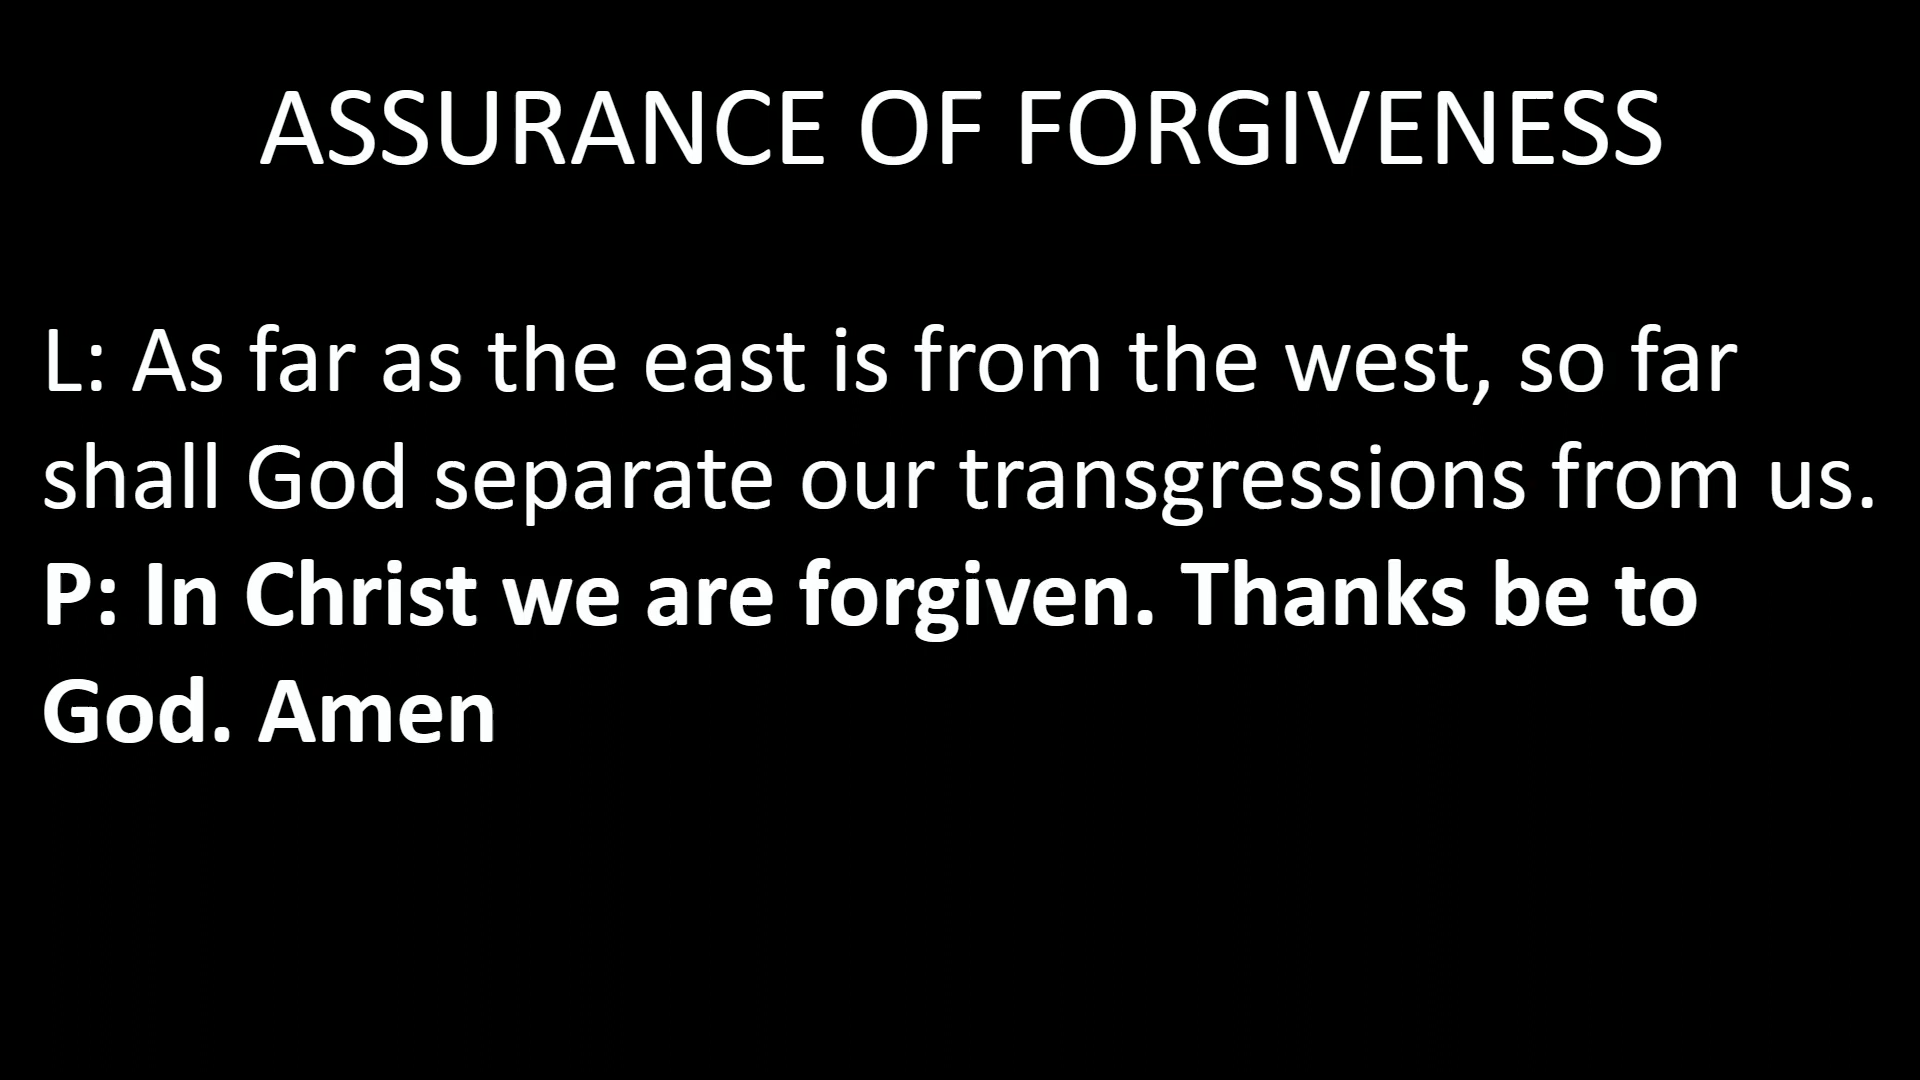 ASSURANCE OF FORGIVENESS
L: As far as the east is from the west, so far
shall God separate our transgressions from us.
P: In Christ we are forgiven. Thanks be to
God. Amen